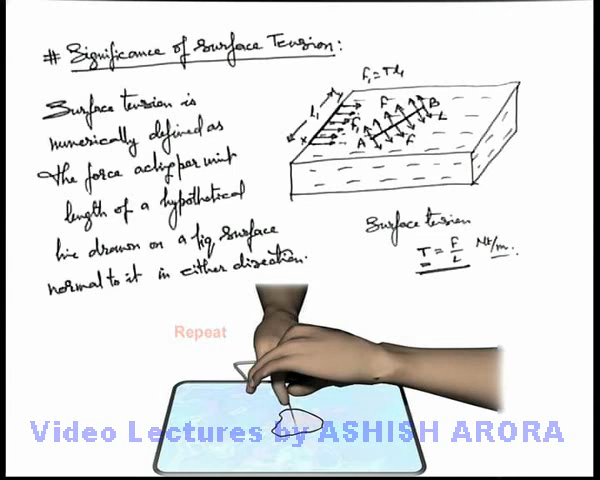 # Significance of Surface Tension:
Surface tension is
numerically defined as
the force acting per unit
length of a hypothetical
line drawn on a liq surface
normal to it in either direction.
F₁ = Tl₁
l₁
F₁
F
B
L
A
F
Surface tension
T = F/L Nt/m.
Repeat
Video Lectures by ASHISH ARORA